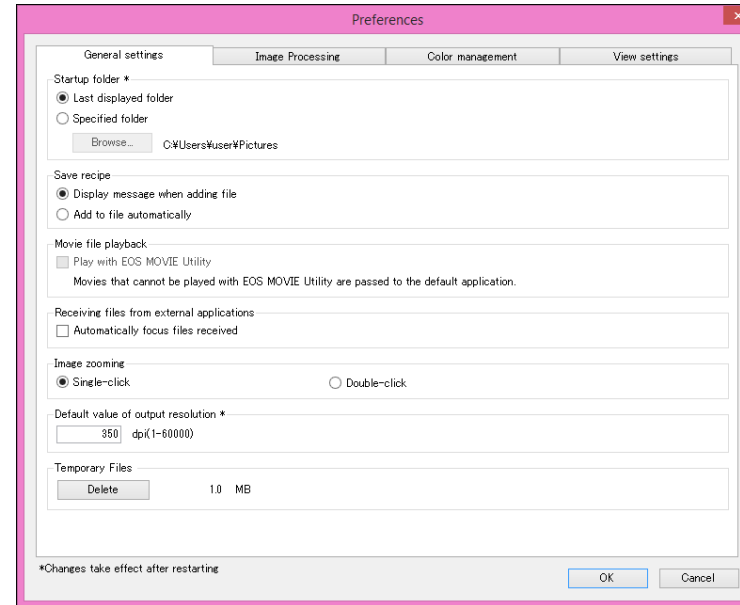 Preferences
General settings
Image Processing
Color management
View settings
Startup folder *
Last displayed folder
Specified folder
Browse... C:¥Users¥user¥Pictures
Save recipe
Display message when adding file
Add to file automatically
Movie file playback
Play with EOS MOVIE Utility
Movies that cannot be played with EOS MOVIE Utility are passed to the default application.
Receiving files from external applications
Automatically focus files received
Image zooming
Single-click Double-click
Default value of output resolution *
350 dpi(1-60000)
Temporary Files
Delete 1.0 MB
*Changes take effect after restarting
OK Cancel